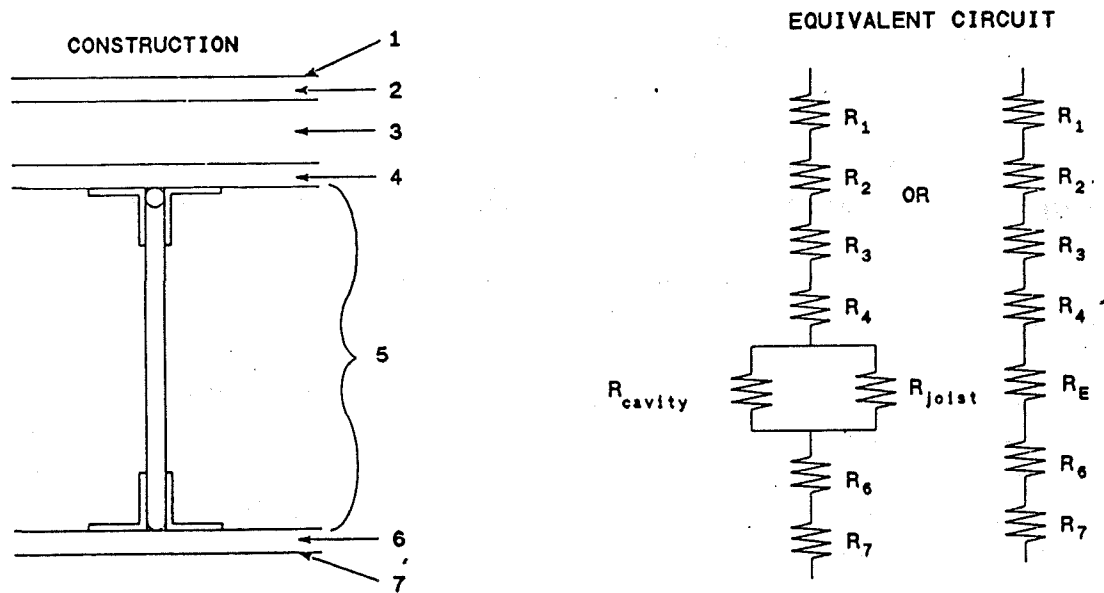 EQUIVALENT CIRCUIT
CONSTRUCTION
1
2
3
4
5
6
7
R1
R2
R3
R4
Rcavity
Rjoist
R6
R7
OR
R1
R2
R3
R4
RE
R6
R7